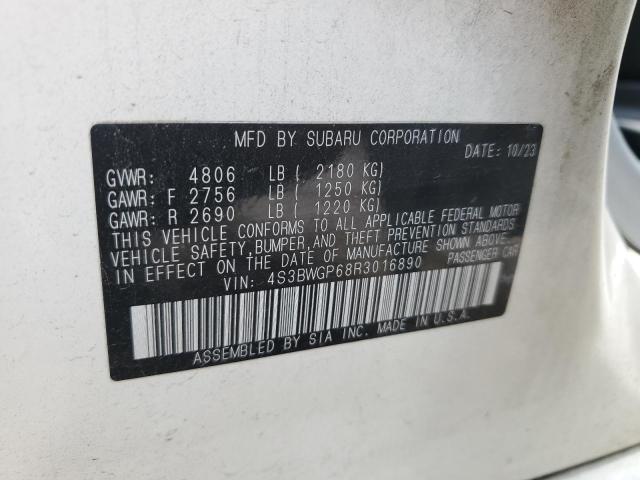 MFD BY SUBARU CORPORATION
DATE: 10/23
GVWR: 4806 LB ( 2180 KG)
GAWR: F 2756 LB ( 1250 KG)
GAWR: R 2690 LB ( 1220 KG)
THIS VEHICLE CONFORMS TO ALL APPLICABLE FEDERAL MOTOR
VEHICLE SAFETY, BUMPER, AND THEFT PREVENTION STANDARDS
IN EFFECT ON THE DATE OF MANUFACTURE SHOWN ABOVE.
VIN: 4S3BWGP68R3016890 PASSENGER CAR
ASSEMBLED BY SIA INC. MADE IN U.S.A.